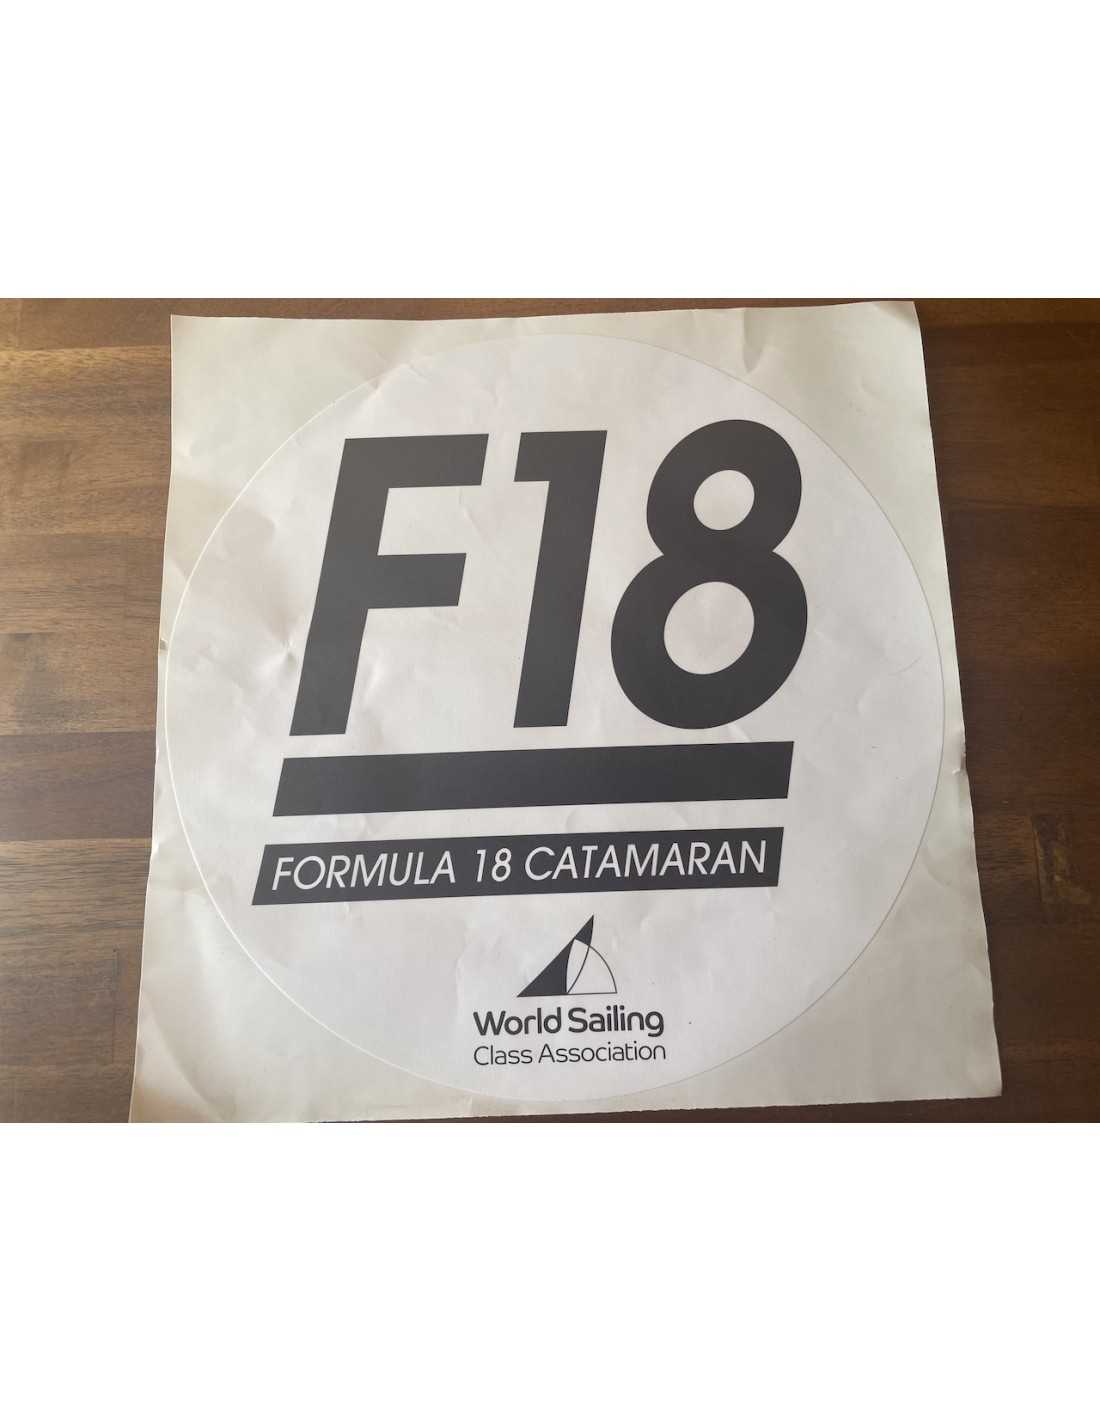 F18
FORMULA 18 CATAMARAN
World Sailing
Class Association